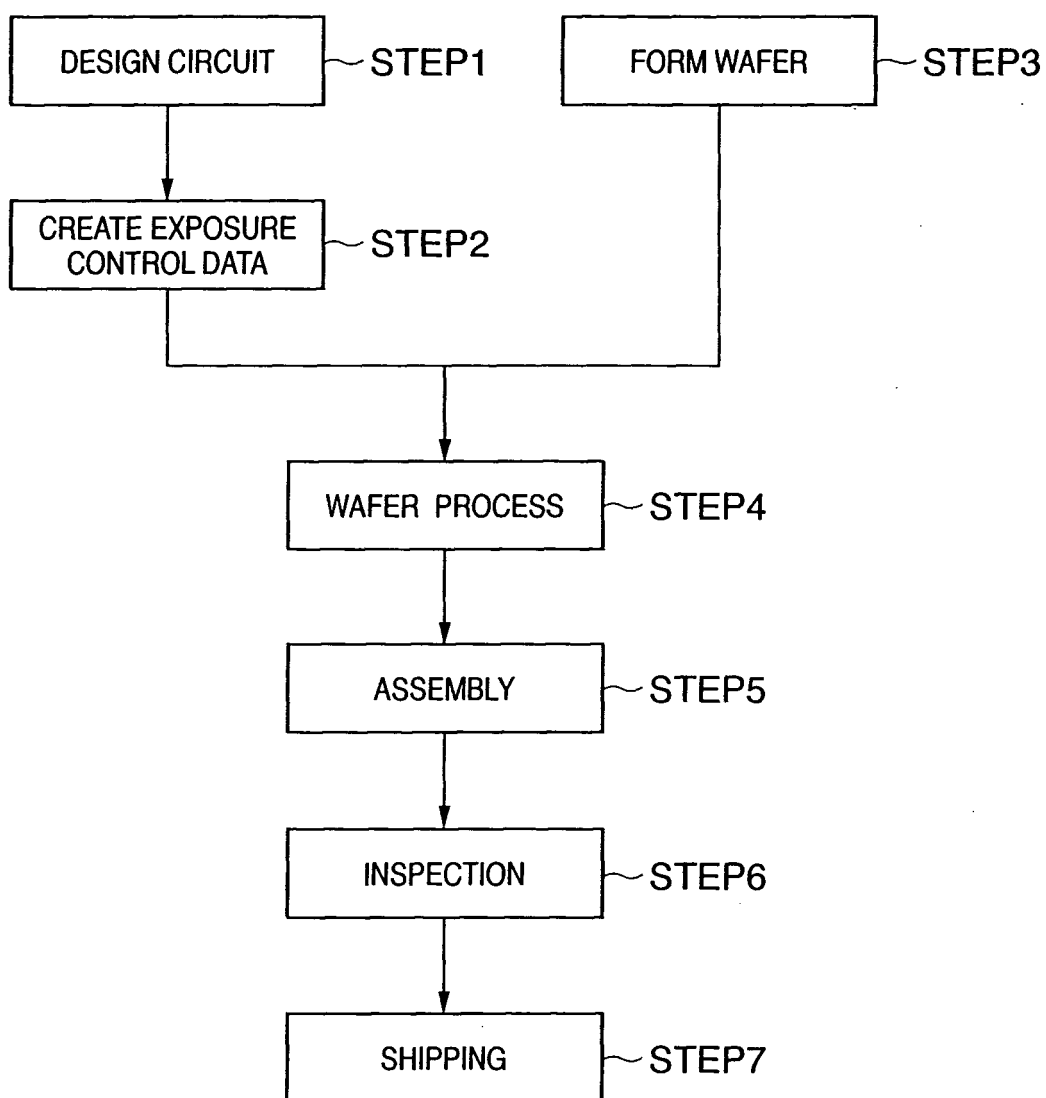 DESIGN CIRCUIT
STEP1
FORM WAFER
STEP3
CREATE EXPOSURE
CONTROL DATA
STEP2
WAFER PROCESS
STEP4
ASSEMBLY
STEP5
INSPECTION
STEP6
SHIPPING
STEP7